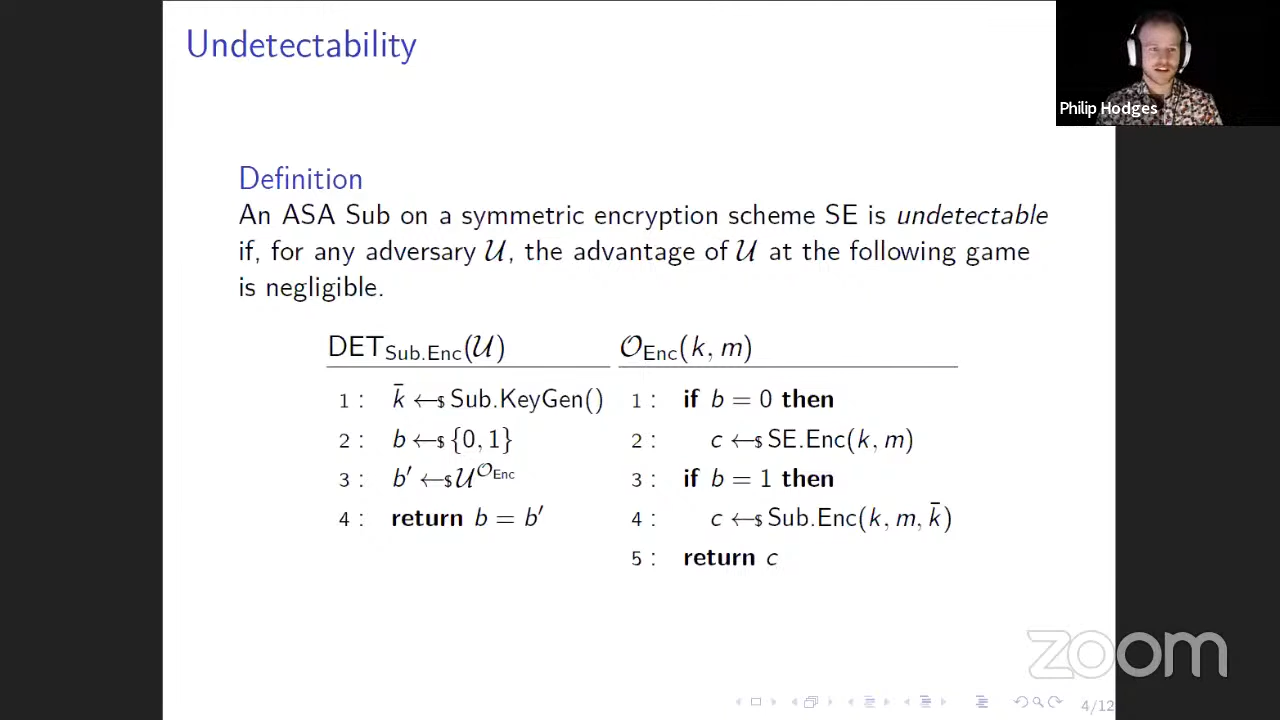 Undetectability
Philip Hodges
Definition
An ASA Sub on a symmetric encryption scheme SE is undetectable
if, for any adversary 𝒰, the advantage of 𝒰 at the following game
is negligible.
DET_Sub.Enc(𝒰)
1 : k̄ ←$ Sub.KeyGen()
2 : b ←$ {0, 1}
3 : b′ ←$ 𝒰^𝒪_Enc
4 : return b = b′
𝒪_Enc(k, m)
1 : if b = 0 then
2 : c ←$ SE.Enc(k, m)
3 : if b = 1 then
4 : c ←$ Sub.Enc(k, m, k̄)
5 : return c
zoom
4/12